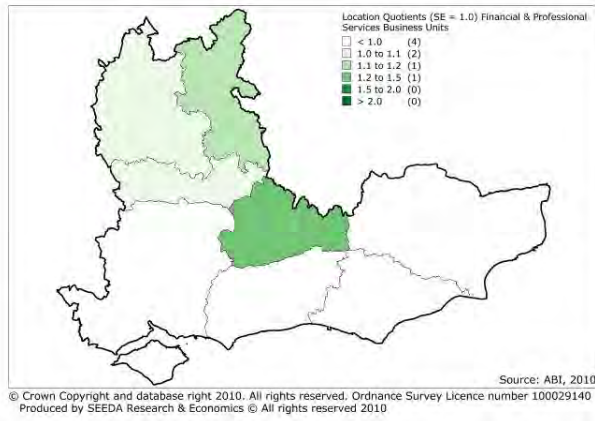 Location Quotients (SE = 1.0) Financial & Professional
Services Business Units
< 1.0 (4)
1.0 to 1.1 (2)
1.1 to 1.2 (1)
1.2 to 1.5 (1)
1.5 to 2.0 (0)
> 2.0 (0)
Source: ABI, 2010
© Crown Copyright and database right 2010. All rights reserved. Ordnance Survey Licence number 100029140
Produced by SEEDA Research & Economics © All rights reserved 2010